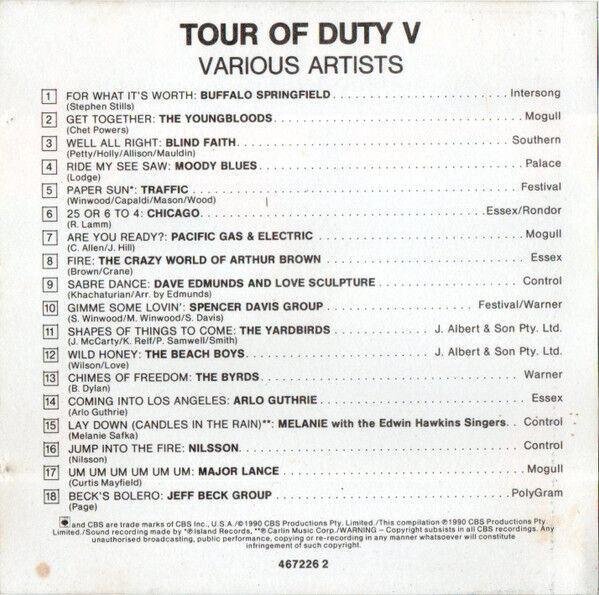 TOUR OF DUTY V
VARIOUS ARTISTS
1 FOR WHAT IT'S WORTH: BUFFALO SPRINGFIELD . . . . . . . . . . . . . . . . . . . . . Intersong
(Stephen Stills)
2 GET TOGETHER: THE YOUNGBLOODS. . . . . . . . . . . . . . . . . . . . . Mogull
(Chet Powers)
3 WELL ALL RIGHT: BLIND FAITH. . . . . . . . . . . . . . . . . . . . . Southern
(Petty/Holly/Allison/Mauldin)
4 RIDE MY SEE SAW: MOODY BLUES. . . . . . . . . . . . . . . . . . . . . Palace
(Lodge)
5 PAPER SUN*: TRAFFIC . . . . . . . . . . . . . . . . . . . . . Festival
(Winwood/Capaldi/Mason/Wood)
6 25 OR 6 TO 4: CHICAGO. . . . . . . . . . . . . . . . . . . . . Essex/Rondor
(R. Lamm)
7 ARE YOU READY?: PACIFIC GAS & ELECTRIC . . . . . . . . . . . . . . . . . . . . . Mogull
(C. Allen/J. Hill)
8 FIRE: THE CRAZY WORLD OF ARTHUR BROWN . . . . . . . . . . . . . . . . . . . . . Essex
(Brown/Crane)
9 SABRE DANCE: DAVE EDMUNDS AND LOVE SCULPTURE . . . . . . . . . . . . . . . . . Control
(Khachaturian/Arr. by Edmunds)
10 GIMME SOME LOVIN': SPENCER DAVIS GROUP . . . . . . . . . . . . . . . . . Festival/Warner
(S. Winwood/M. Winwood/S. Davis)
11 SHAPES OF THINGS TO COME: THE YARDBIRDS . . . . . . . . . . . . . J. Albert & Son Pty. Ltd.
(J. McCarty/K. Relf/P. Samwell/Smith)
12 WILD HONEY: THE BEACH BOYS. . . . . . . . . . . . . . . . . . . . . J. Albert & Son Pty. Ltd.
(Wilson/Love)
13 CHIMES OF FREEDOM: THE BYRDS. . . . . . . . . . . . . . . . . . . . . Warner
(B. Dylan)
14 COMING INTO LOS ANGELES: ARLO GUTHRIE . . . . . . . . . . . . . . . . . . . . . Essex
(Arlo Guthrie)
15 LAY DOWN (CANDLES IN THE RAIN)**: MELANIE with the Edwin Hawkins Singers. . Control
(Melanie Safka)
16 JUMP INTO THE FIRE: NILSSON. . . . . . . . . . . . . . . . . . . . . Control
(Nilsson)
17 UM UM UM UM UM UM: MAJOR LANCE . . . . . . . . . . . . . . . . . . . . . Mogull
(Curtis Mayfield)
18 BECK'S BOLERO: JEFF BECK GROUP . . . . . . . . . . . . . . . . . . . . . PolyGram
(Page)
and CBS are trade marks of CBS Inc., U.S.A./©1990 CBS Productions Pty. Limited./This compilation ℗1990 CBS Productions Pty.
Limited./Sound recording made by *℗Island Records, **℗Carlin Music Corp./WARNING – Copyright subsists in all CBS recordings. Any
unauthorised broadcasting, public performance, copying or re-recording in any manner whatsoever will constitute
infringement of such copyright.
467226 2